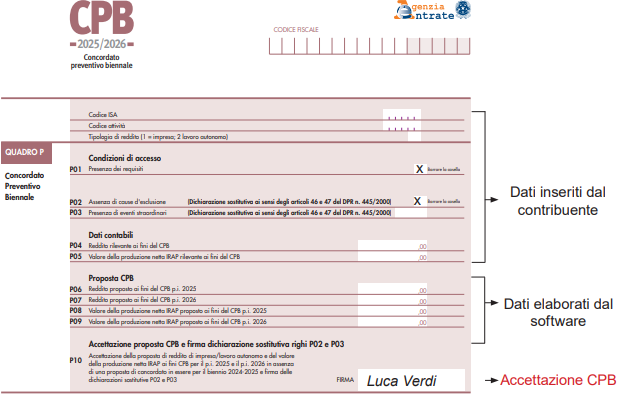 CPB
2025/2026
Concordato
preventivo biennale
Agenzia
Entrate
CODICE FISCALE
Codice ISA
Codice attività
Tipologia di reddito (1 = impresa; 2 lavoro autonomo)
QUADRO P
Concordato
Preventivo
Biennale
Condizioni di accesso
P01 Presenza dei requisiti X Barrare la casella
P02 Assenza di cause d'esclusione (Dichiarazione sostitutiva ai sensi degli articoli 46 e 47 del DPR n. 445/2000) X Barrare la casella
P03 Presenza di eventi straordinari (Dichiarazione sostitutiva ai sensi degli articoli 46 e 47 del DPR n. 445/2000)
Dati contabili
P04 Reddito rilevante ai fini del CPB ,00
P05 Valore della produzione netta IRAP rilevante ai fini del CPB ,00
Dati inseriti dal
contribuente
Proposta CPB
P06 Reddito proposto ai fini del CPB p.i. 2025 ,00
P07 Reddito proposto ai fini del CPB p.i. 2026 ,00
P08 Valore della produzione netta IRAP proposto ai fini del CPB p.i. 2025 ,00
P09 Valore della produzione netta IRAP proposto ai fini del CPB p.i. 2026 ,00
Dati elaborati dal
software
Accettazione proposta CPB e firma dichiarazione sostitutiva righi P02 e P03
P10 Accettazione della proposta di reddito di impresa/lavoro autonomo e del valore
della produzione netta IRAP ai fini CPB per il p.i. 2025 e il p.i. 2026 in assenza
di una proposta di concordato in essere per il biennio 2024-2025 e firma delle
dichiarazioni sostitutive P02 e P03
FIRMA Luca Verdi
Accettazione CPB